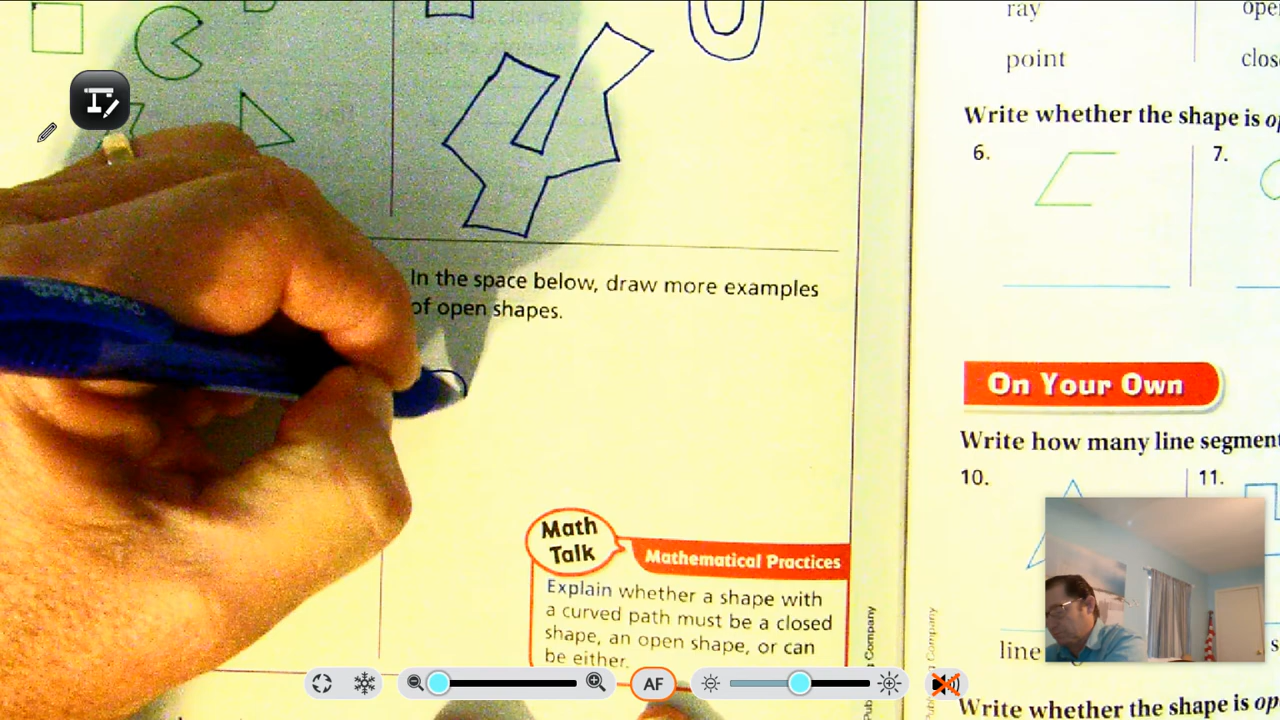 In the space below, draw more examples
of open shapes.
Math
Talk
Mathematical Practices
Explain whether a shape with
a curved path must be a closed
shape, an open shape, or can
be either.
ray
point
Write whether the shape is
6.
7.
On Your Own
Write how many line
10.
11.
line
Write whether the shape is
Company
Company
AF